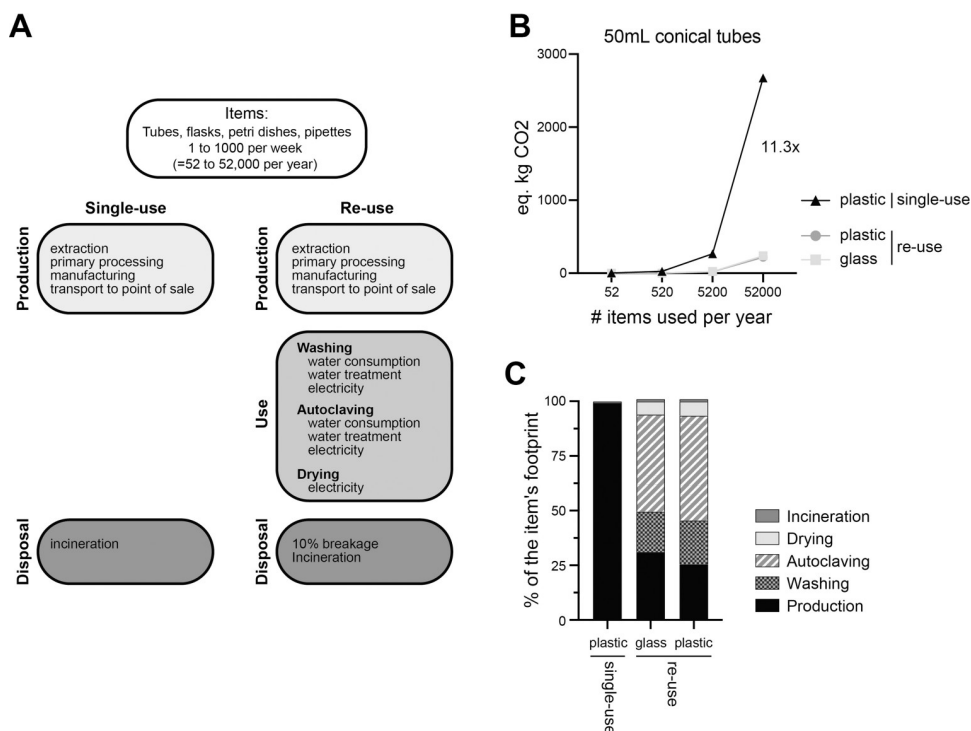 A
Items:
Tubes, flasks, petri dishes, pipettes
1 to 1000 per week
(=52 to 52,000 per year)
Single-use
Re-use
Production
extraction
primary processing
manufacturing
transport to point of sale
Production
extraction
primary processing
manufacturing
transport to point of sale
Use
Washing
water consumption
water treatment
electricity
Autoclaving
water consumption
water treatment
electricity
Drying
electricity
Disposal
incineration
Disposal
10% breakage
Incineration
B
50mL conical tubes
eq. kg CO2
3000
2000
1000
0
52
520
5200
52000
# items used per year
11.3x
plastic | single-use
plastic
glass
re-use
C
% of the item's footprint
100
75
50
25
0
plastic
glass
plastic
single-use
re-use
Incineration
Drying
Autoclaving
Washing
Production